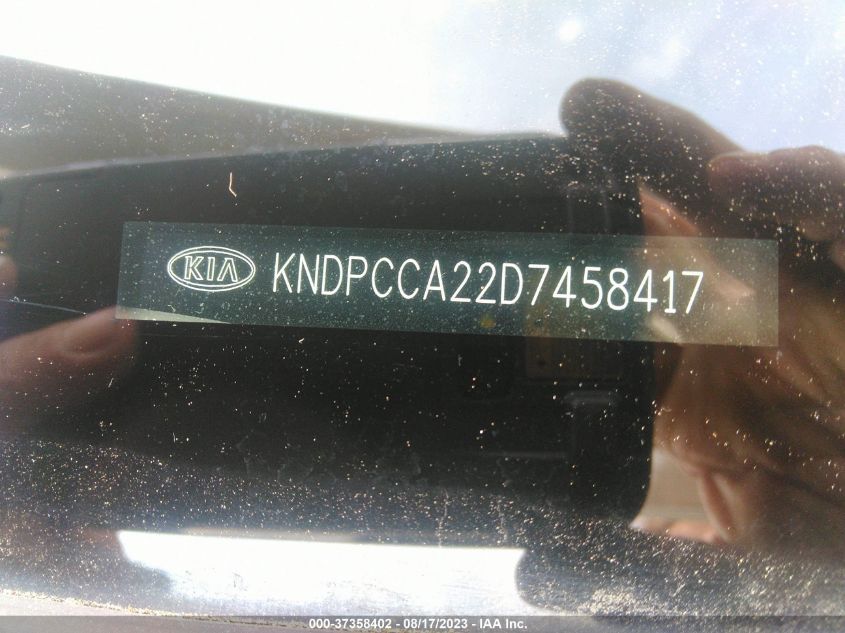 KIA KNDPCCA22D7458417
000-37358402 - 08/17/2023 - IAA Inc.